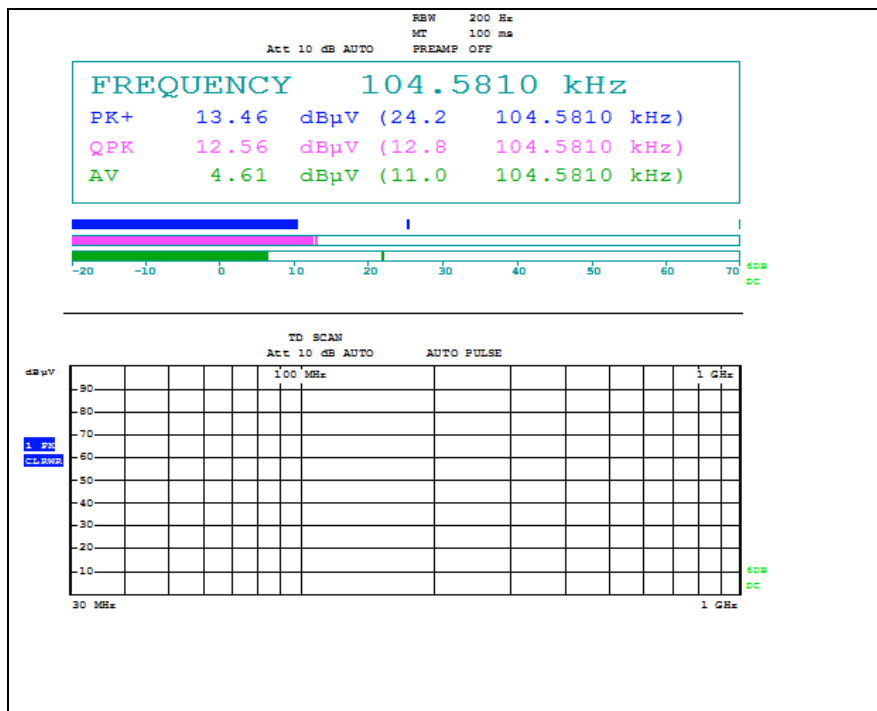 RBW 200 Hz
MT 100 ms
Att 10 dB AUTO PREAMP OFF
FREQUENCY 104.5810 kHz
PK+ 13.46 dBµV (24.2 104.5810 kHz)
QPK 12.56 dBµV (12.8 104.5810 kHz)
AV 4.61 dBµV (11.0 104.5810 kHz)
-20 -10 0 10 20 30 40 50 60 70
6DB
DC
TD SCAN
Att 10 dB AUTO AUTO PULSE
dBµV
100 MHz 1 GHz
90
80
70
1 PK
60
CLRWR
50
40
30
20
10
6DB
DC
30 MHz 1 GHz